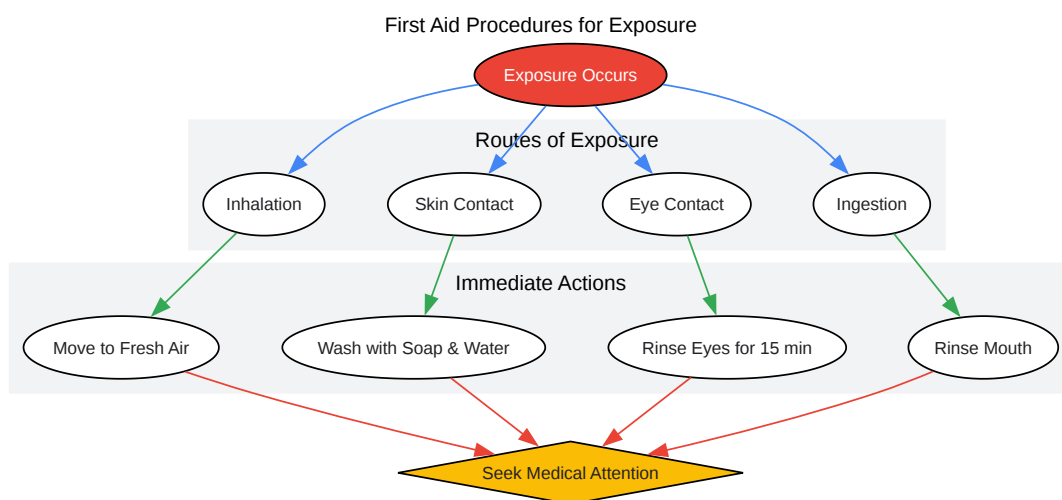 First Aid Procedures for Exposure
Exposure Occurs
Routes of Exposure
Inhalation
Skin Contact
Eye Contact
Ingestion
Immediate Actions
Move to Fresh Air
Wash with Soap & Water
Rinse Eyes for 15 min
Rinse Mouth
Seek Medical Attention